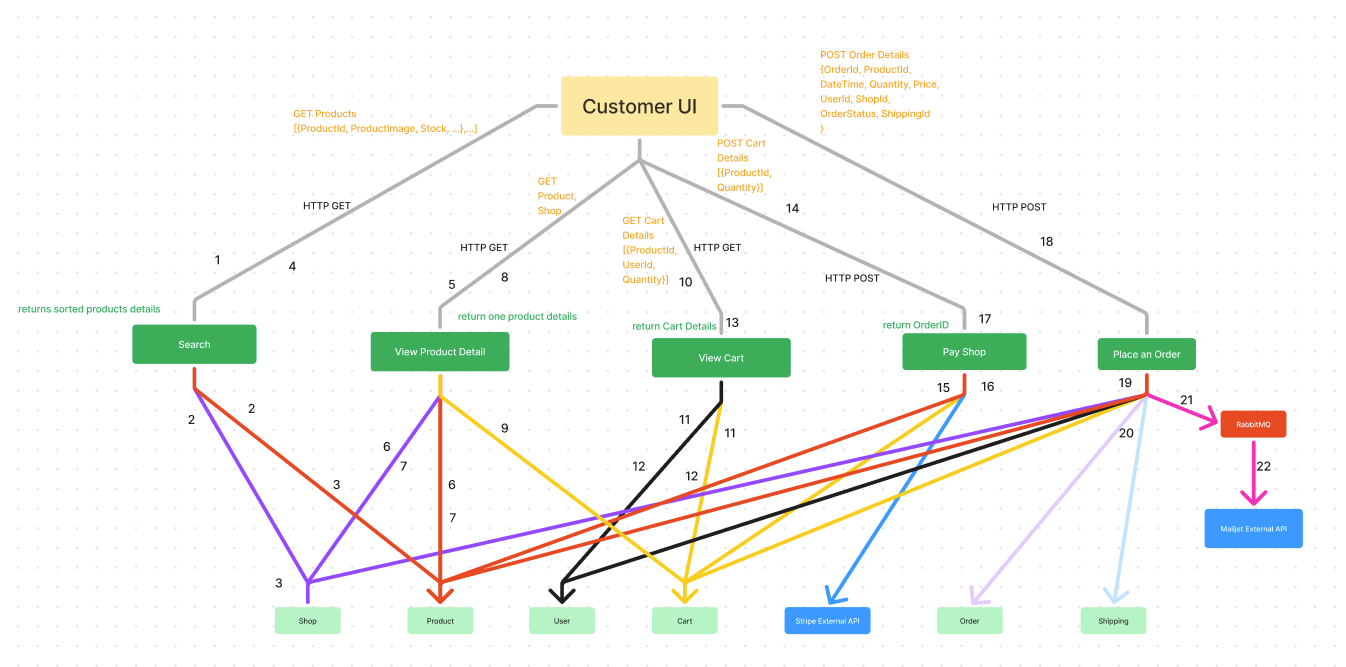 POST Order Details
{OrderId, ProductId,
DateTime, Quantity, Price,
UserId, ShopId,
OrderStatus, ShippingId
}
Customer UI
GET Products
[{ProductId, ProductImage, Stock, ...},...]
POST Cart
Details
[{ProductId,
Quantity}]
GET
Product,
Shop
HTTP GET
14
HTTP POST
GET Cart
Details
[{ProductId,
UserId,
Quantity}]
18
HTTP GET
HTTP GET
1
4
5
8
10
HTTP POST
returns sorted products details
return one product details
return Cart Details
13
return OrderID
17
Search
View Product Detail
View Cart
Pay Shop
Place an Order
15
16
19
21
2
2
11
9
11
20
RabbitMQ
6
7
12
22
3
6
12
7
Mailjet External API
3
Shop
Product
User
Cart
Stripe External API
Order
Shipping